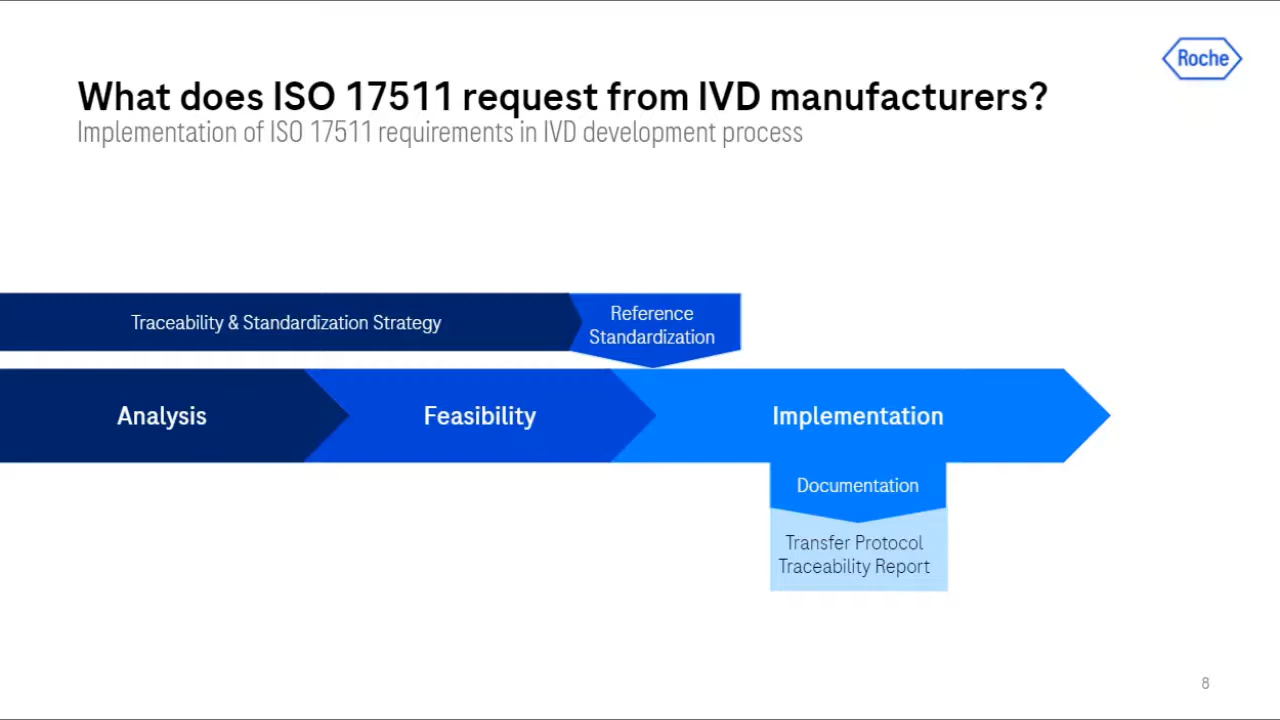 Roche
What does ISO 17511 request from IVD manufacturers?
Implementation of ISO 17511 requirements in IVD development process
Traceability & Standardization Strategy
Reference
Standardization
Analysis
Feasibility
Implementation
Documentation
Transfer Protocol
Traceability Report
8